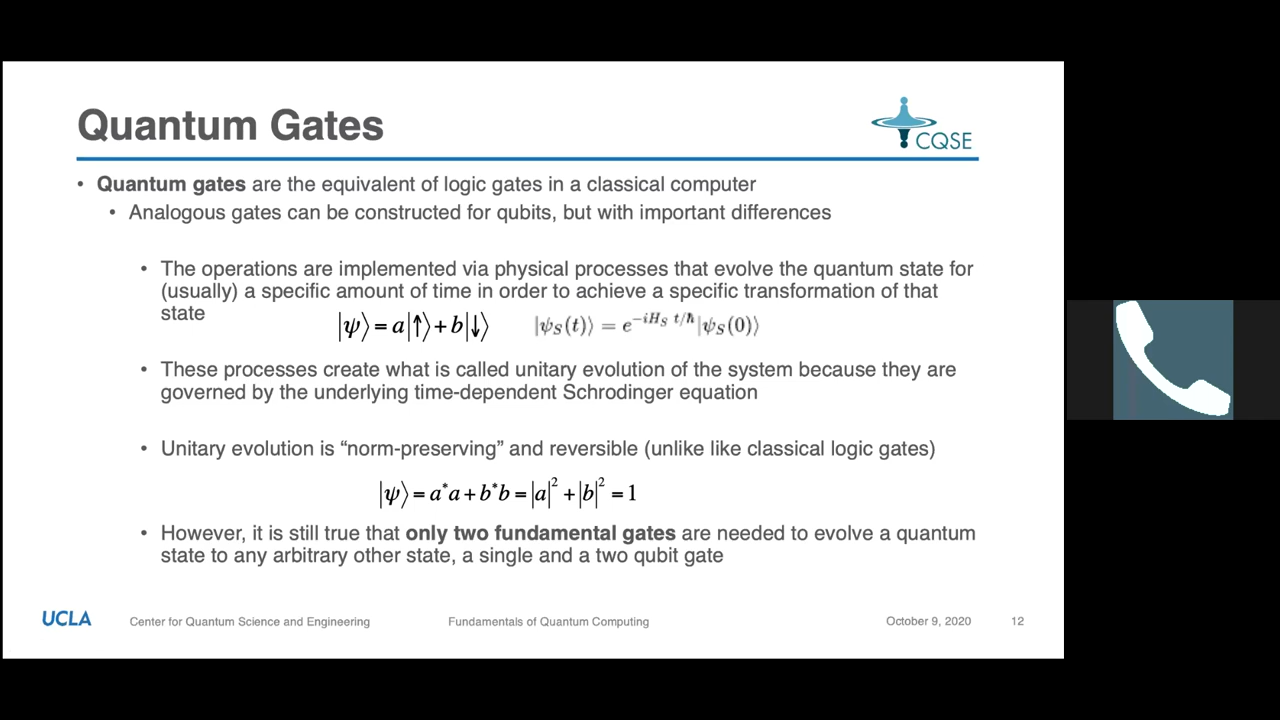 Quantum Gates
CQSE
• Quantum gates are the equivalent of logic gates in a classical computer
• Analogous gates can be constructed for qubits, but with important differences
• The operations are implemented via physical processes that evolve the quantum state for
(usually) a specific amount of time in order to achieve a specific transformation of that
state
|ψ⟩ = a|↑⟩ + b|↓⟩ |ψ_S(t)⟩ = e^{-iH_S t/ħ}|ψ_S(0)⟩
• These processes create what is called unitary evolution of the system because they are
governed by the underlying time-dependent Schrodinger equation
• Unitary evolution is “norm-preserving” and reversible (unlike like classical logic gates)
|ψ⟩ = a*a + b*b = |a|² + |b|² = 1
• However, it is still true that only two fundamental gates are needed to evolve a quantum
state to any arbitrary other state, a single and a two qubit gate
UCLA Center for Quantum Science and Engineering Fundamentals of Quantum Computing October 9, 2020 12